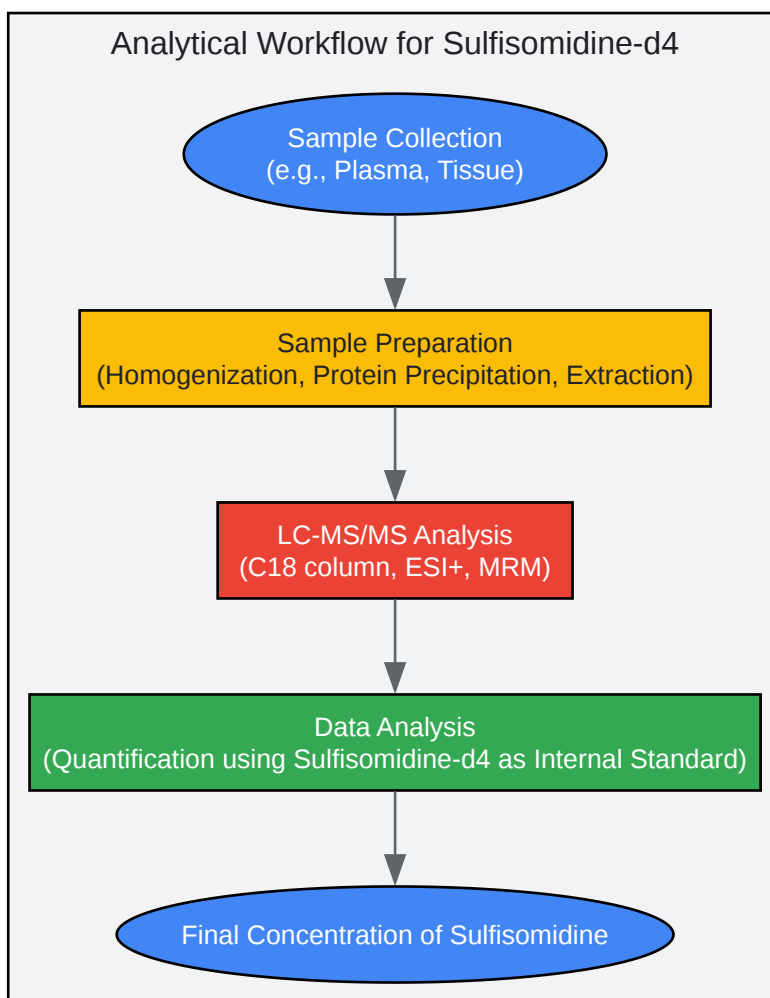 Analytical Workflow for Sulfisomidine-d4
Sample Collection
(e.g., Plasma, Tissue)
Sample Preparation
(Homogenization, Protein Precipitation, Extraction)
LC-MS/MS Analysis
(C18 column, ESI+, MRM)
Data Analysis
(Quantification using Sulfisomidine-d4 as Internal Standard)
Final Concentration of Sulfisomidine